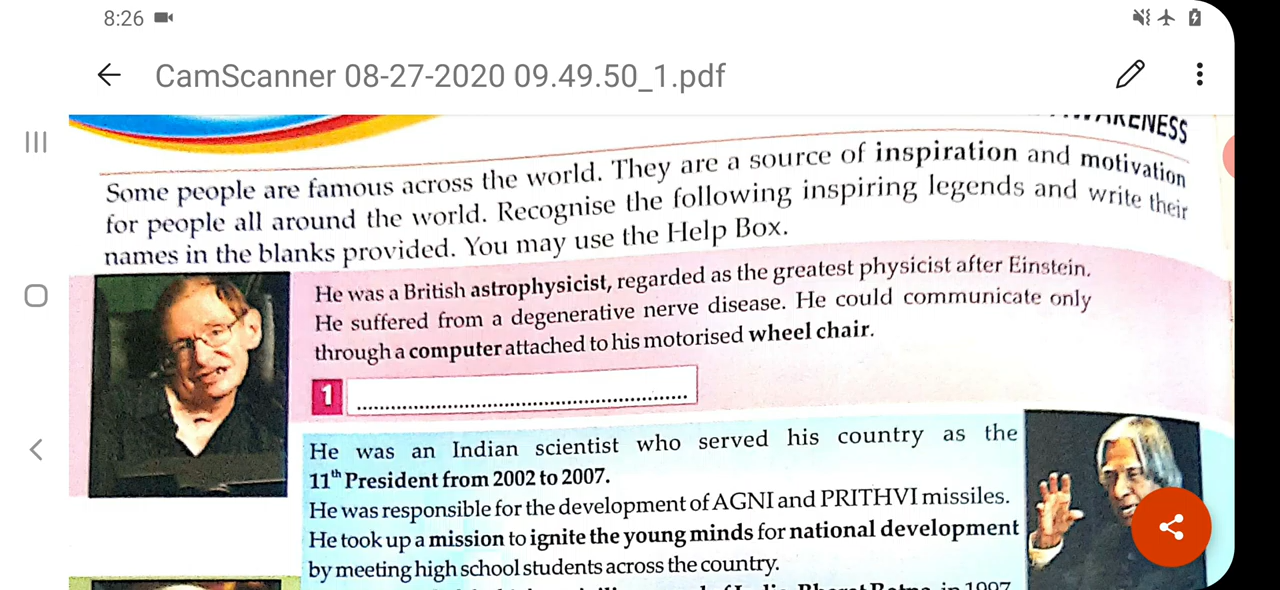 8:26
CamScanner 08-27-2020 09.49.50_1.pdf
Some people are famous across the world. They are a source of inspiration and motivation
for people all around the world. Recognise the following inspiring legends and write their
names in the blanks provided. You may use the Help Box.
He was a British astrophysicist, regarded as the greatest physicist after Einstein.
He suffered from a degenerative nerve disease. He could communicate only
through a computer attached to his motorised wheel chair.
1
He was an Indian scientist who served his country as the
11th President from 2002 to 2007.
He was responsible for the development of AGNI and PRITHVI missiles.
He took up a mission to ignite the young minds for national development
by meeting high school students across the country.
Bharat Ratna, in 1997